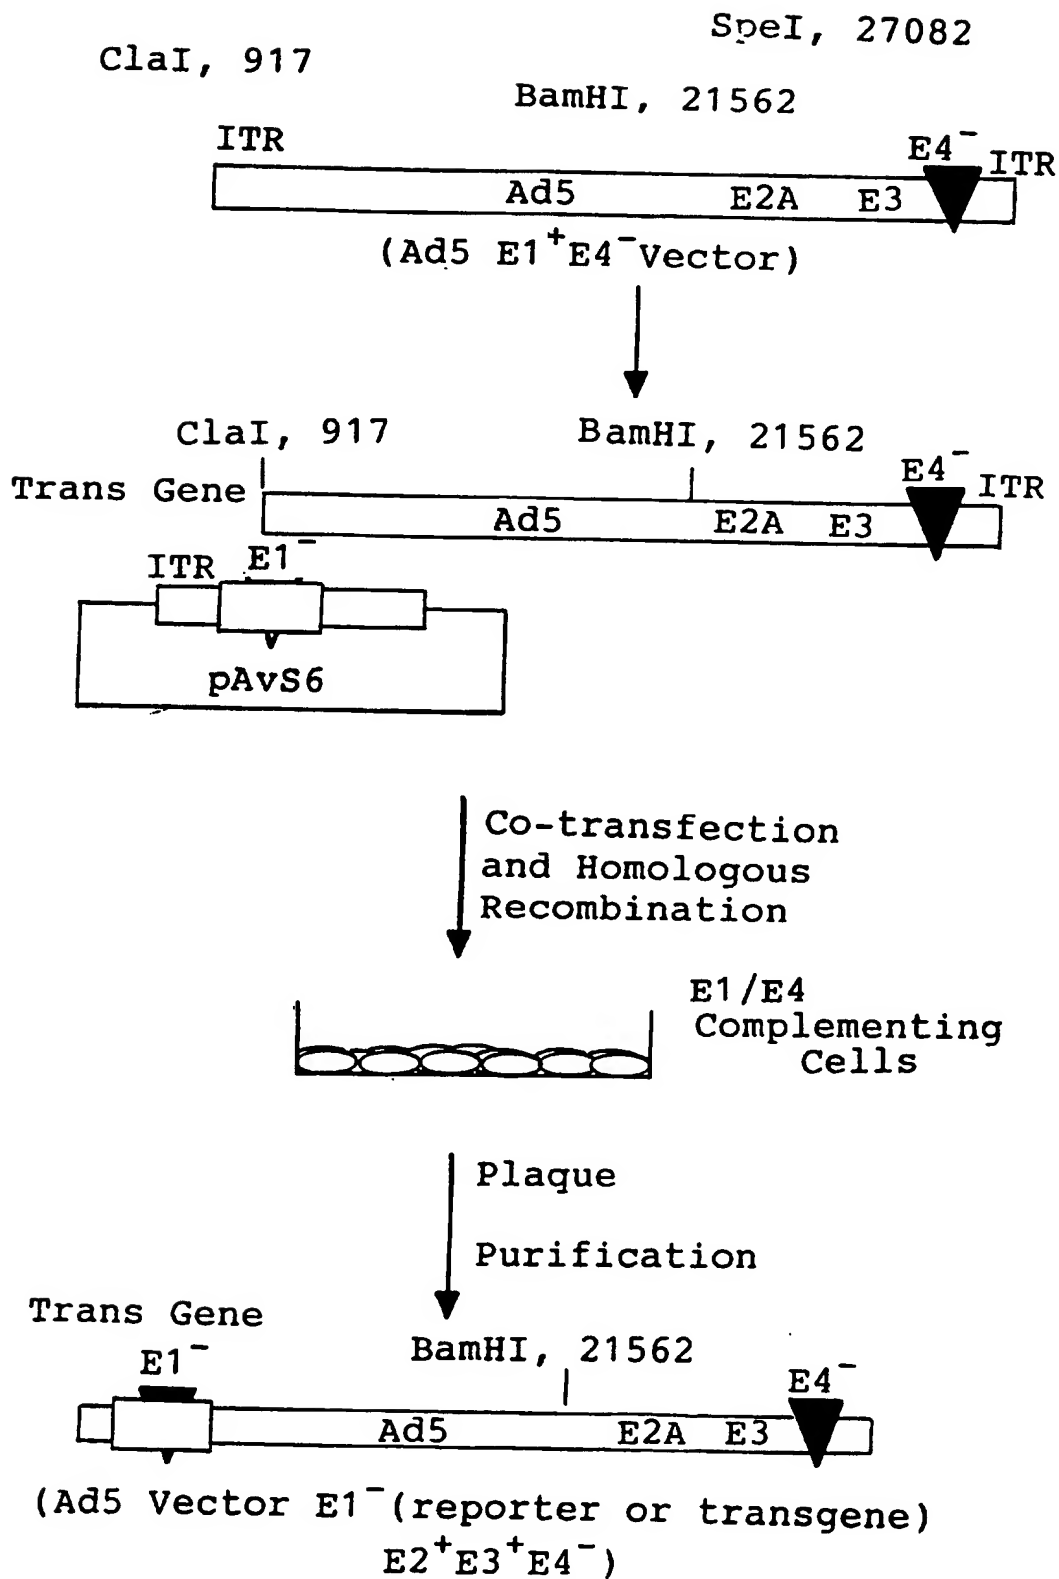 SpeI, 27082
ClaI, 917
BamHI, 21562
ITR
E4⁻
ITR
Ad5 E2A E3
(Ad5 E1⁺E4⁻Vector)
ClaI, 917
BamHI, 21562
E4⁻
Trans Gene
ITR
Ad5 E2A E3
E1⁻
ITR
pAvS6
Co-transfection
and Homologous
Recombination
E1/E4
Complementing
Cells
Plaque
Purification
Trans Gene
BamHI, 21562
E1⁻
E4⁻
Ad5 E2A E3
(Ad5 Vector E1⁻(reporter or transgene)
E2⁺E3⁺E4⁻)